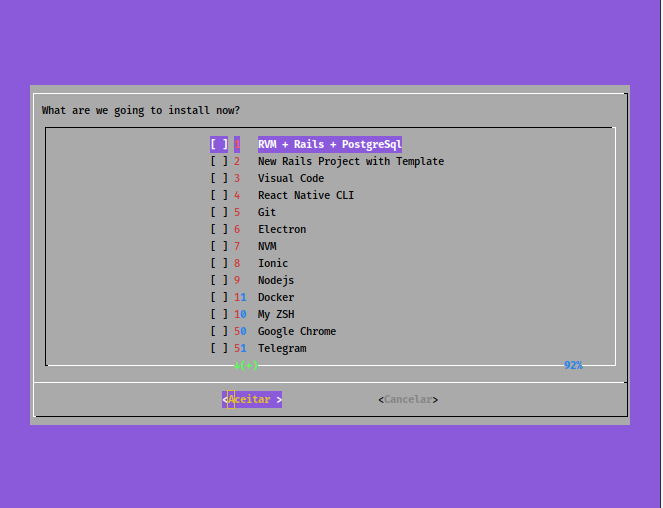 What are we going to install now?
[ ] 1 RVM + Rails + PostgreSql
[ ] 2 New Rails Project with Template
[ ] 3 Visual Code
[ ] 4 React Native CLI
[ ] 5 Git
[ ] 6 Electron
[ ] 7 NVM
[ ] 8 Ionic
[ ] 9 Nodejs
[ ] 11 Docker
[ ] 10 My ZSH
[ ] 50 Google Chrome
[ ] 51 Telegram
↓(+) 92%
<Aceitar > <Cancelar>